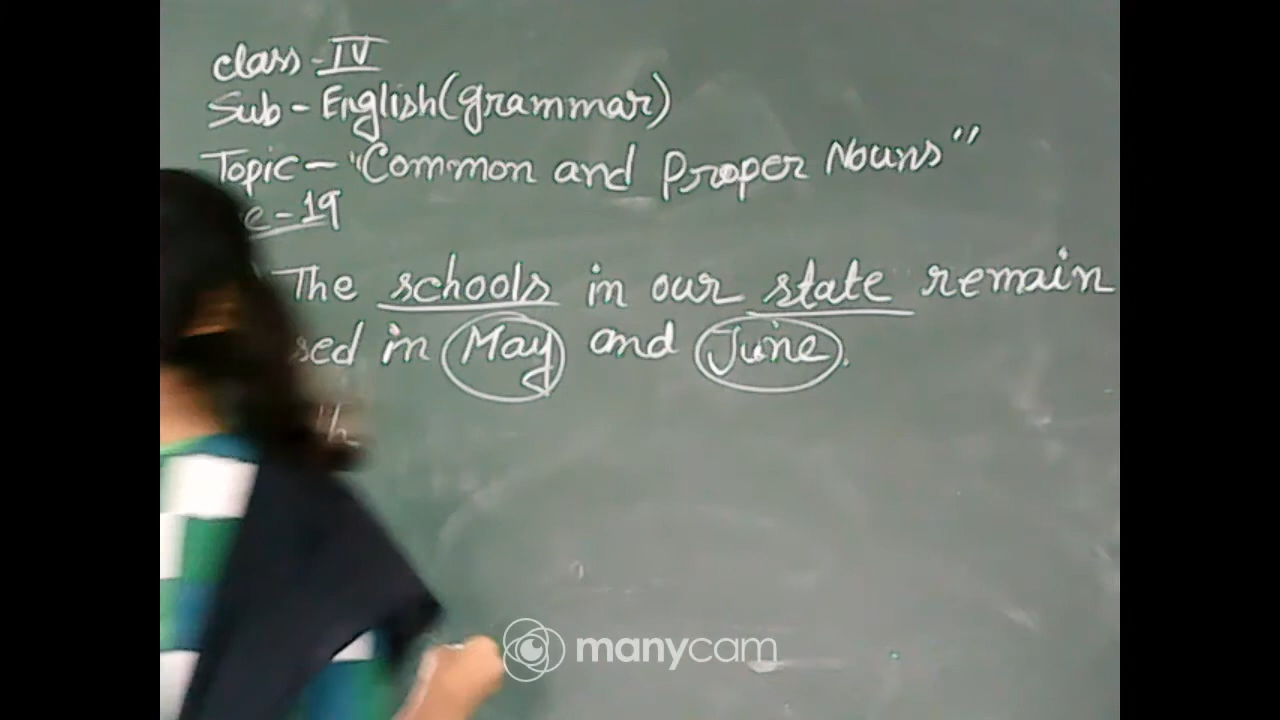 class - IV
Sub - English (grammar)
Topic - "Common and Proper Nouns"
- 19
The schools in our state remain
in May and June.
manycam